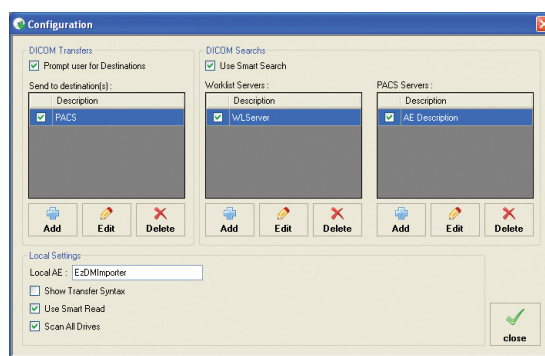 Configuration
DICOM Transfers
Prompt user for Destinations
Send to destination(s) :
Description
PACS
Add Edit Delete
DICOM Searchs
Use Smart Search
Worklist Servers :
Description
WLServer
Add Edit Delete
PACS Servers :
Description
AE Description
Add Edit Delete
Local Settings
Local AE : EzDMImporter
Show Transfer Syntax
Use Smart Read
Scan All Drives
close